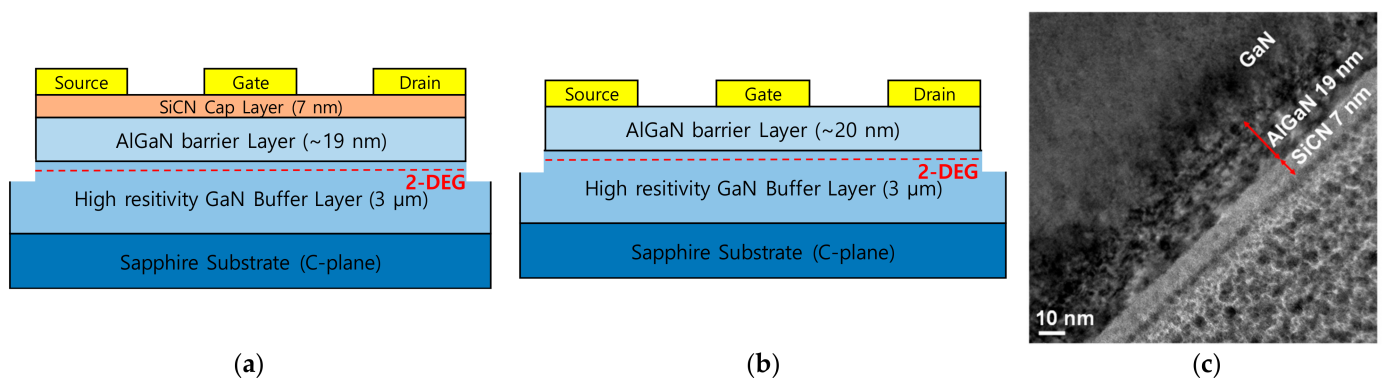 Source Gate Drain
SiCN Cap Layer (7 nm)
AlGaN barrier Layer (~19 nm)
2-DEG
High resitivity GaN Buffer Layer (3 μm)
Sapphire Substrate (C-plane)
(a)
Source Gate Drain
AlGaN barrier Layer (~20 nm)
2-DEG
High resitivity GaN Buffer Layer (3 μm)
Sapphire Substrate (C-plane)
(b)
GaN
AlGaN 19 nm
SiCN 7 nm
10 nm
(c)